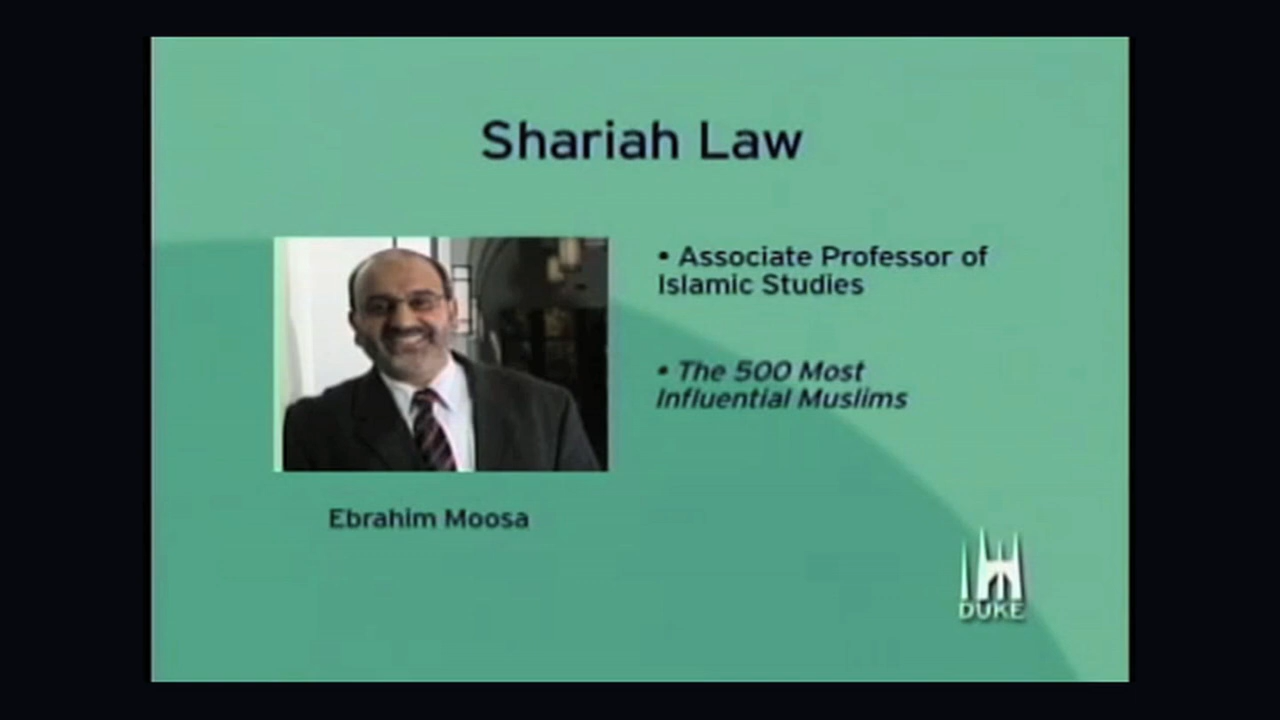 Shariah Law
• Associate Professor of
Islamic Studies
• The 500 Most
Influential Muslims
Ebrahim Moosa
DUKE